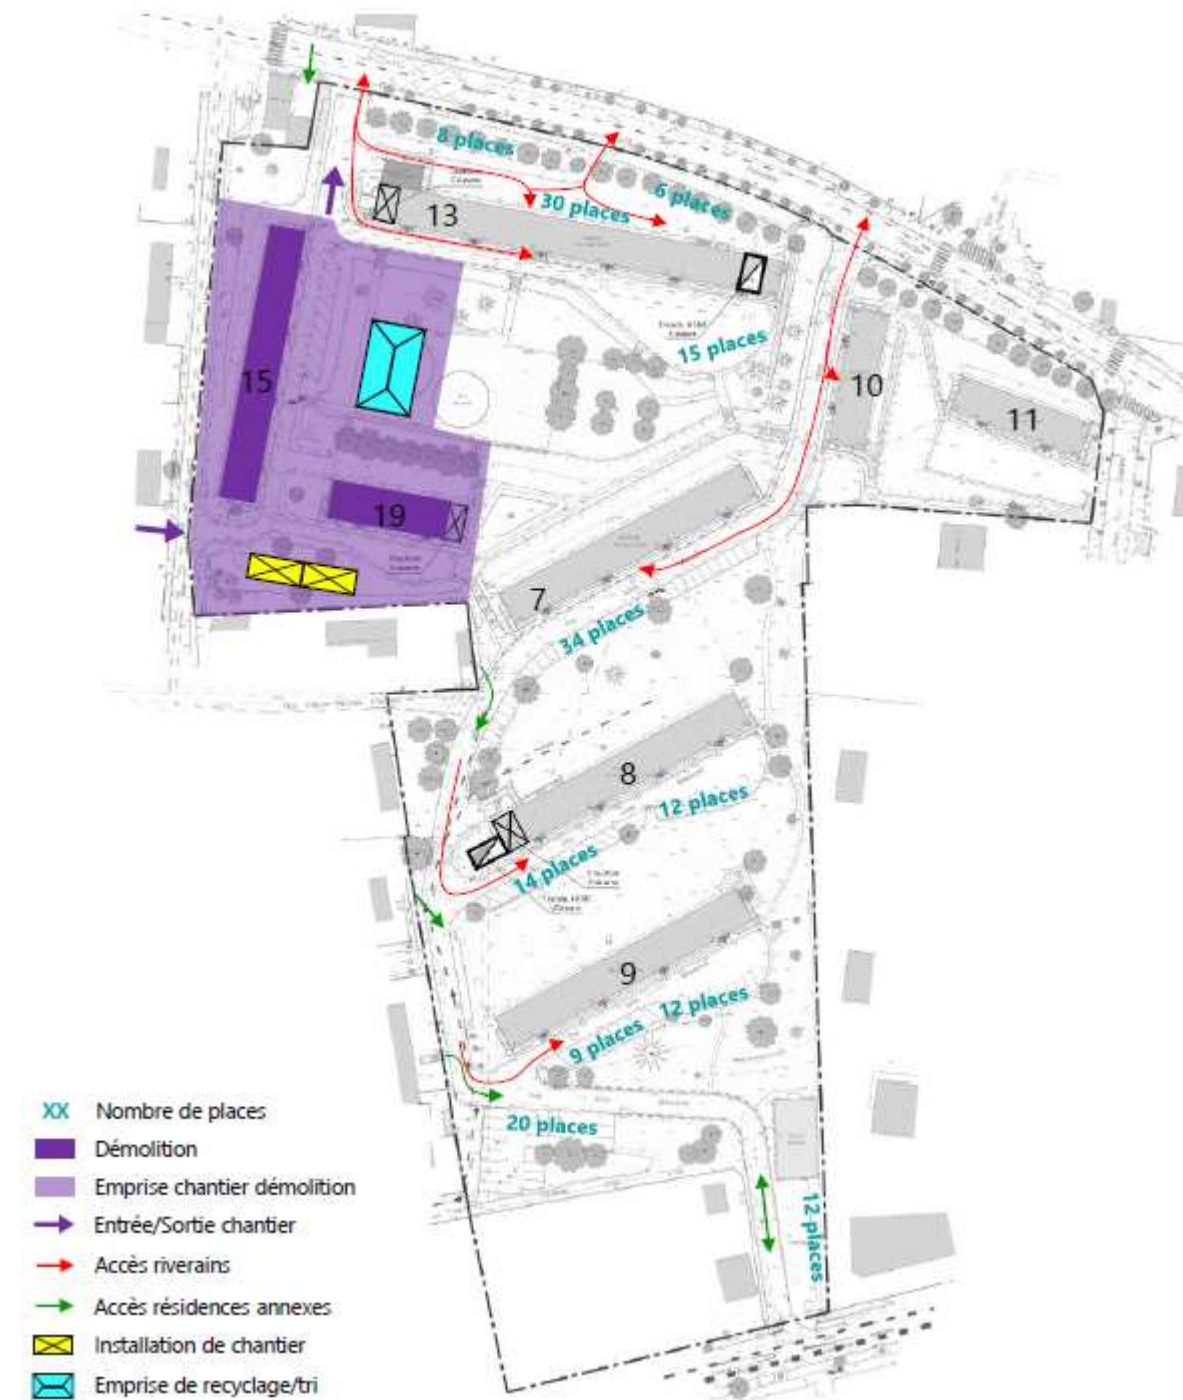 8 places
6 places
30 places
13
15 places
15
10
11
19
7
34 places
8
12 places
14 places
9
12 places
9 places
20 places
12 places
XX Nombre de places
Démolition
Emprise chantier démolition
Entrée/Sortie chantier
Accès riverains
Accès résidences annexes
Installation de chantier
Emprise de recyclage/tri